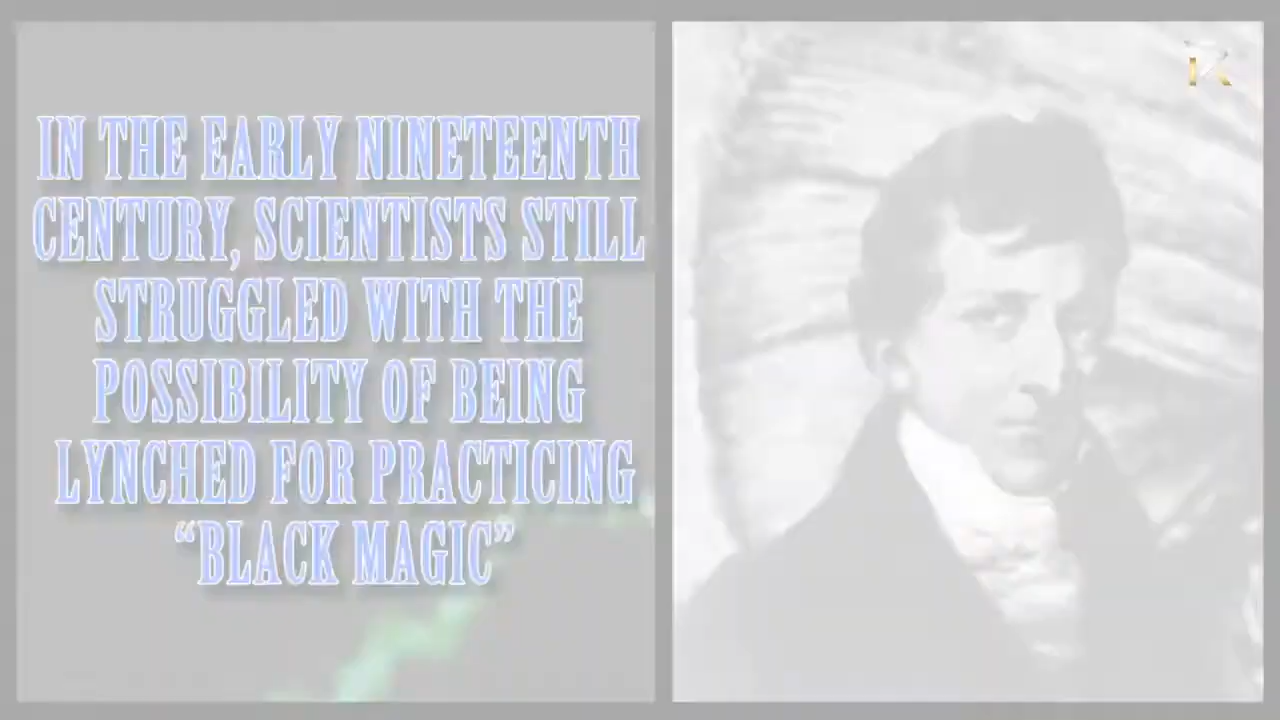 IN THE EARLY NINETEENTH
CENTURY, SCIENTISTS STILL
STRUGGLED WITH THE
POSSIBILITY OF BEING
LYNCHED FOR PRACTICING
“BLACK MAGIC”